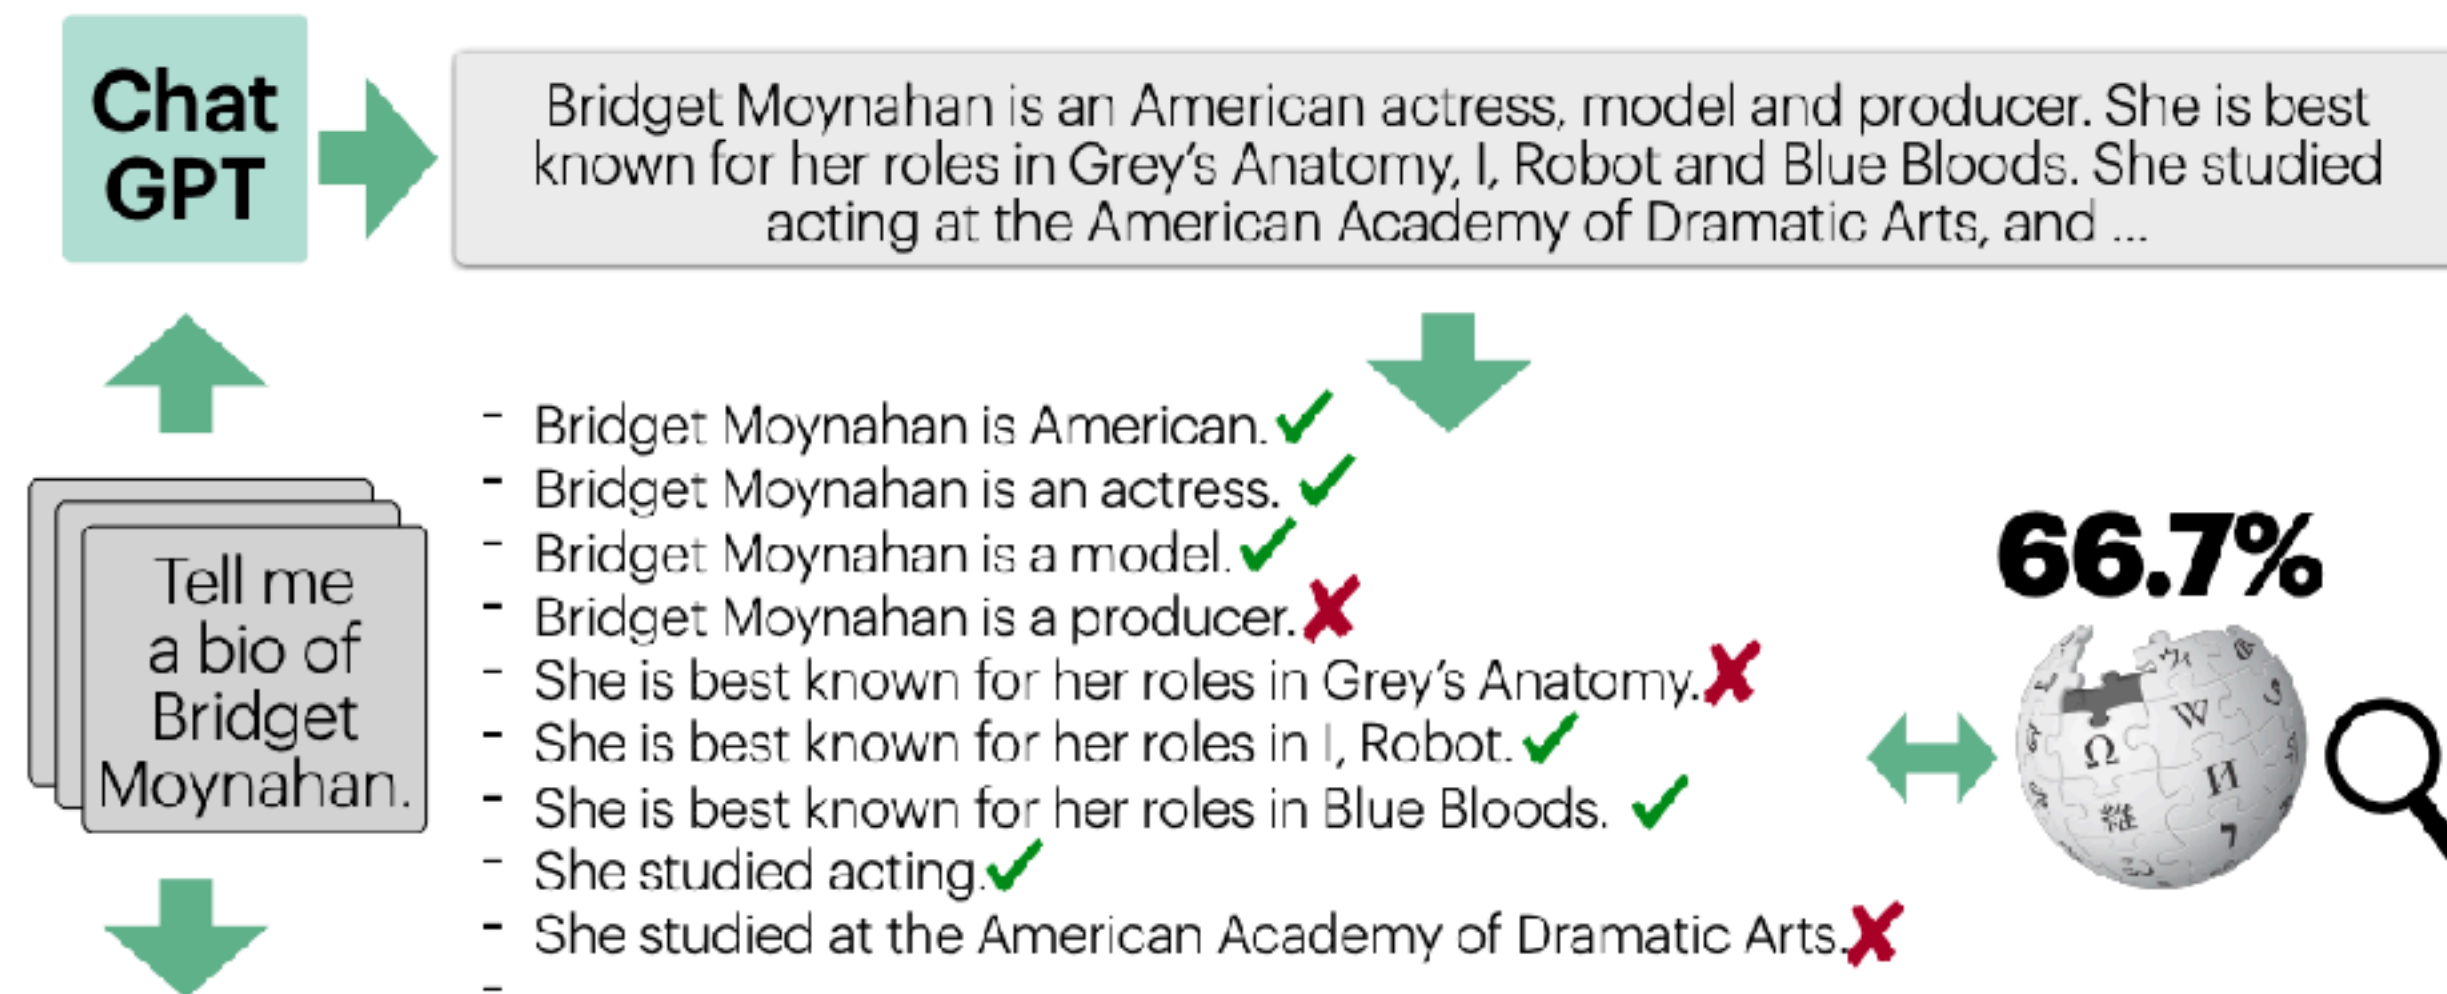 Chat
GPT
Bridget Moynahan is an American actress, model and producer. She is best
known for her roles in Grey's Anatomy, I, Robot and Blue Bloods. She studied
acting at the American Academy of Dramatic Arts, and ...
Tell me
a bio of
Bridget
Moynahan.
- Bridget Moynahan is American. ✓
- Bridget Moynahan is an actress. ✓
- Bridget Moynahan is a model. ✓
- Bridget Moynahan is a producer. ✗
- She is best known for her roles in Grey's Anatomy. ✗
- She is best known for her roles in I, Robot. ✓
- She is best known for her roles in Blue Bloods. ✓
- She studied acting. ✓
- She studied at the American Academy of Dramatic Arts. ✗
-
66.7%
W
Ω
И
維